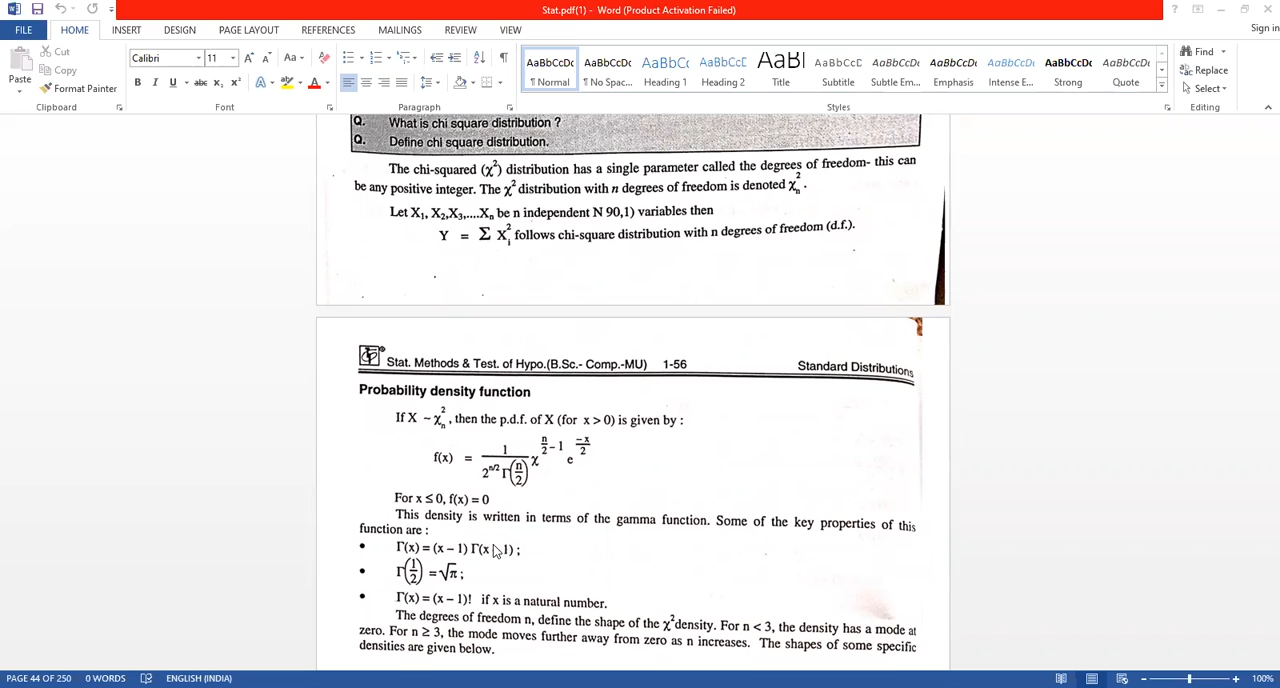 Stat.pdf(1) - Word (Product Activation Failed)
FILE HOME INSERT DESIGN PAGE LAYOUT REFERENCES MAILINGS REVIEW VIEW Sign in
Paste Cut Copy Format Painter
Calibri 11
Find Replace Select
AaBbCcDc AaBbCcDc AaBbC( AaBbCcC AaBl AaBbCcD AaBbCcDc AaBbCcDc AaBbCcDc AaBbCcDc AaBbCcDc
¶ Normal ¶ No Spac... Heading 1 Heading 2 Title Subtitle Subtle Em... Emphasis Intense E... Strong Quote
Clipboard Font Paragraph Styles Editing
Q. What is chi square distribution ?
Q. Define chi square distribution.
The chi-squared (χ²) distribution has a single parameter called the degrees of freedom- this can
be any positive integer. The χ² distribution with n degrees of freedom is denoted χ²ₙ.
Let X₁, X₂,X₃,....Xₙ be n independent N 90,1) variables then
Y = Σ Xᵢ² follows chi-square distribution with n degrees of freedom (d.f.).
Stat. Methods & Test. of Hypo.(B.Sc.- Comp.-MU) 1-56 Standard Distributions
Probability density function
If X ~ χ²ₙ, then the p.d.f. of X (for x > 0) is given by :
f(x) = 1/(2^(n/2) Γ(n/2)) χ^(n/2 – 1) e^(–x/2)
For x ≤ 0, f(x) = 0
This density is written in terms of the gamma function. Some of the key properties of this
function are :
• Γ(x) = (x – 1) Γ(x – 1) ;
• Γ(1/2) = √π ;
• Γ(x) = (x – 1)! if x is a natural number.
The degrees of freedom n, define the shape of the χ² density. For n < 3, the density has a mode at
zero. For n ≥ 3, the mode moves further away from zero as n increases. The shapes of some specific
densities are given below.
PAGE 44 OF 250 0 WORDS ENGLISH (INDIA) 100%